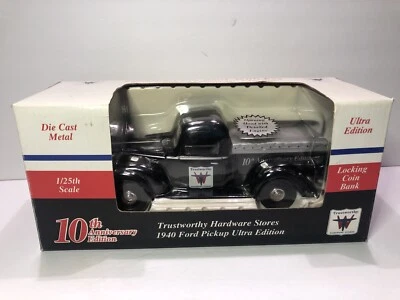 Die Cast
Metal
Ultra
Edition
1/25th
Scale
Locking
Coin
Bank
10th
Anniversary
Edition
Trustworthy Hardware Stores
1940 Ford Pickup Ultra Edition
Trustworthy